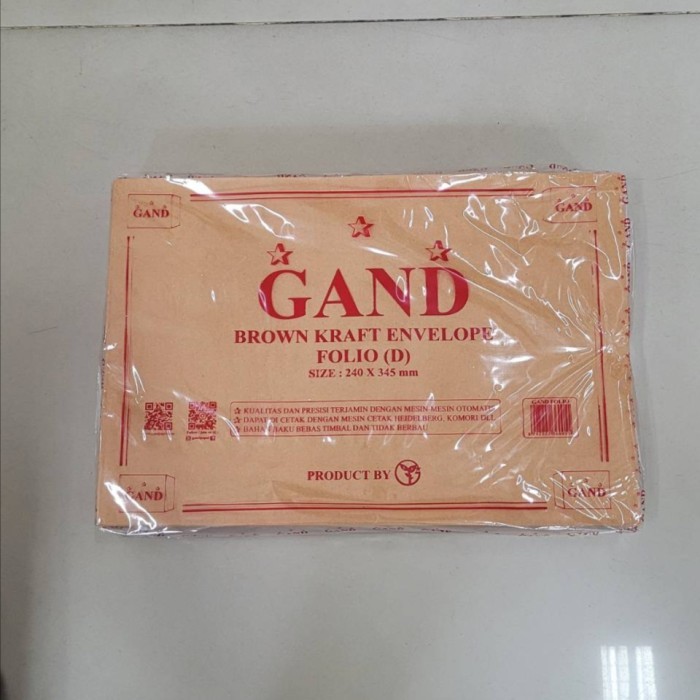 GAND
GAND
GAND
BROWN KRAFT ENVELOPE
FOLIO (D)
SIZE : 240 X 345 mm
GAND FOLIO
KUALITAS DAN PRESISI TERJAMIN DENGAN MESIN MESIN OTOMATIS
DAPAT DI CETAK DENGAN MESIN CETAK HEIDELBERG, KOMORI DLL
BAHAN BAKU BEBAS TIMBAL DAN TIDAK BERBAU
PRODUCT BY
GAND
GAND